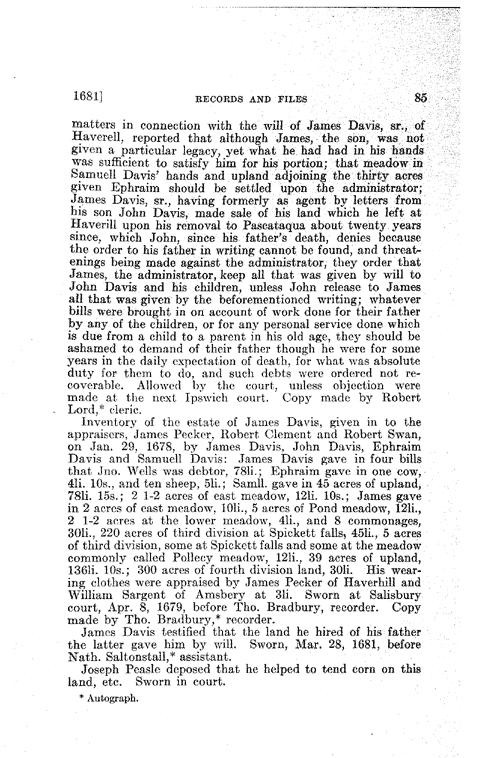 1681] RECORDS AND FILES 85
matters in connection with the will of James Davis, sr., of
Haverell, reported that although James, the son, was not
given a particular legacy, yet what he had had in his hands
was sufficient to satisfy him for his portion; that meadow in
Samuell Davis' hands and upland adjoining the thirty acres
given Ephraim should be settled upon the administrator;
James Davis, sr., having formerly as agent by letters from
his son John Davis, made sale of his land which he left at
Haverill upon his removal to Pascataqua about twenty years
since, which John, since his father's death, denies because
the order to his father in writing cannot be found, and threat-
enings being made against the administrator, they order that
James, the administrator, keep all that was given by will to
John Davis and his children, unless John release to James
all that was given by the beforementioned writing; whatever
bills were brought in on account of work done for their father
by any of the children, or for any personal service done which
is due from a child to a parent in his old age, they should be
ashamed to demand of their father though he were for some
years in the daily expectation of death, for what was absolute
duty for them to do, and such debts were ordered not re-
coverable. Allowed by the court, unless objection were
made at the next Ipswich court. Copy made by Robert
Lord,* cleric.
Inventory of the estate of James Davis, given in to the
appraisers, James Pecker, Robert Clement and Robert Swan,
on Jan. 29, 1678, by James Davis, John Davis, Ephraim
Davis and Samuell Davis: James Davis gave in four bills
that Jno. Wells was debtor, 78li.; Ephraim gave in one cow,
4li. 10s., and ten sheep, 5li.; Samll. gave in 45 acres of upland,
78li. 15s.; 2 1-2 acres of east meadow, 12li. 10s.; James gave
in 2 acres of east meadow, 10li., 5 acres of Pond meadow, 12li.,
2 1-2 acres at the lower meadow, 4li., and 8 commonages,
30li., 220 acres of third division at Spickett falls, 45li., 5 acres
of third division, some at Spickett falls and some at the meadow
commonly called Pollecy meadow, 12li., 39 acres of upland,
136li. 10s.; 300 acres of fourth division land, 30li. His wear-
ing clothes were appraised by James Pecker of Haverhill and
William Sargent of Amsbery at 3li. Sworn at Salisbury
court, Apr. 8, 1679, before Tho. Bradbury, recorder. Copy
made by Tho. Bradbury,* recorder.
James Davis testified that the land he hired of his father
the latter gave him by will. Sworn, Mar. 28, 1681, before
Nath. Saltonstall,* assistant.
Joseph Peasle deposed that he helped to tend corn on this
land, etc. Sworn in court.
* Autograph.